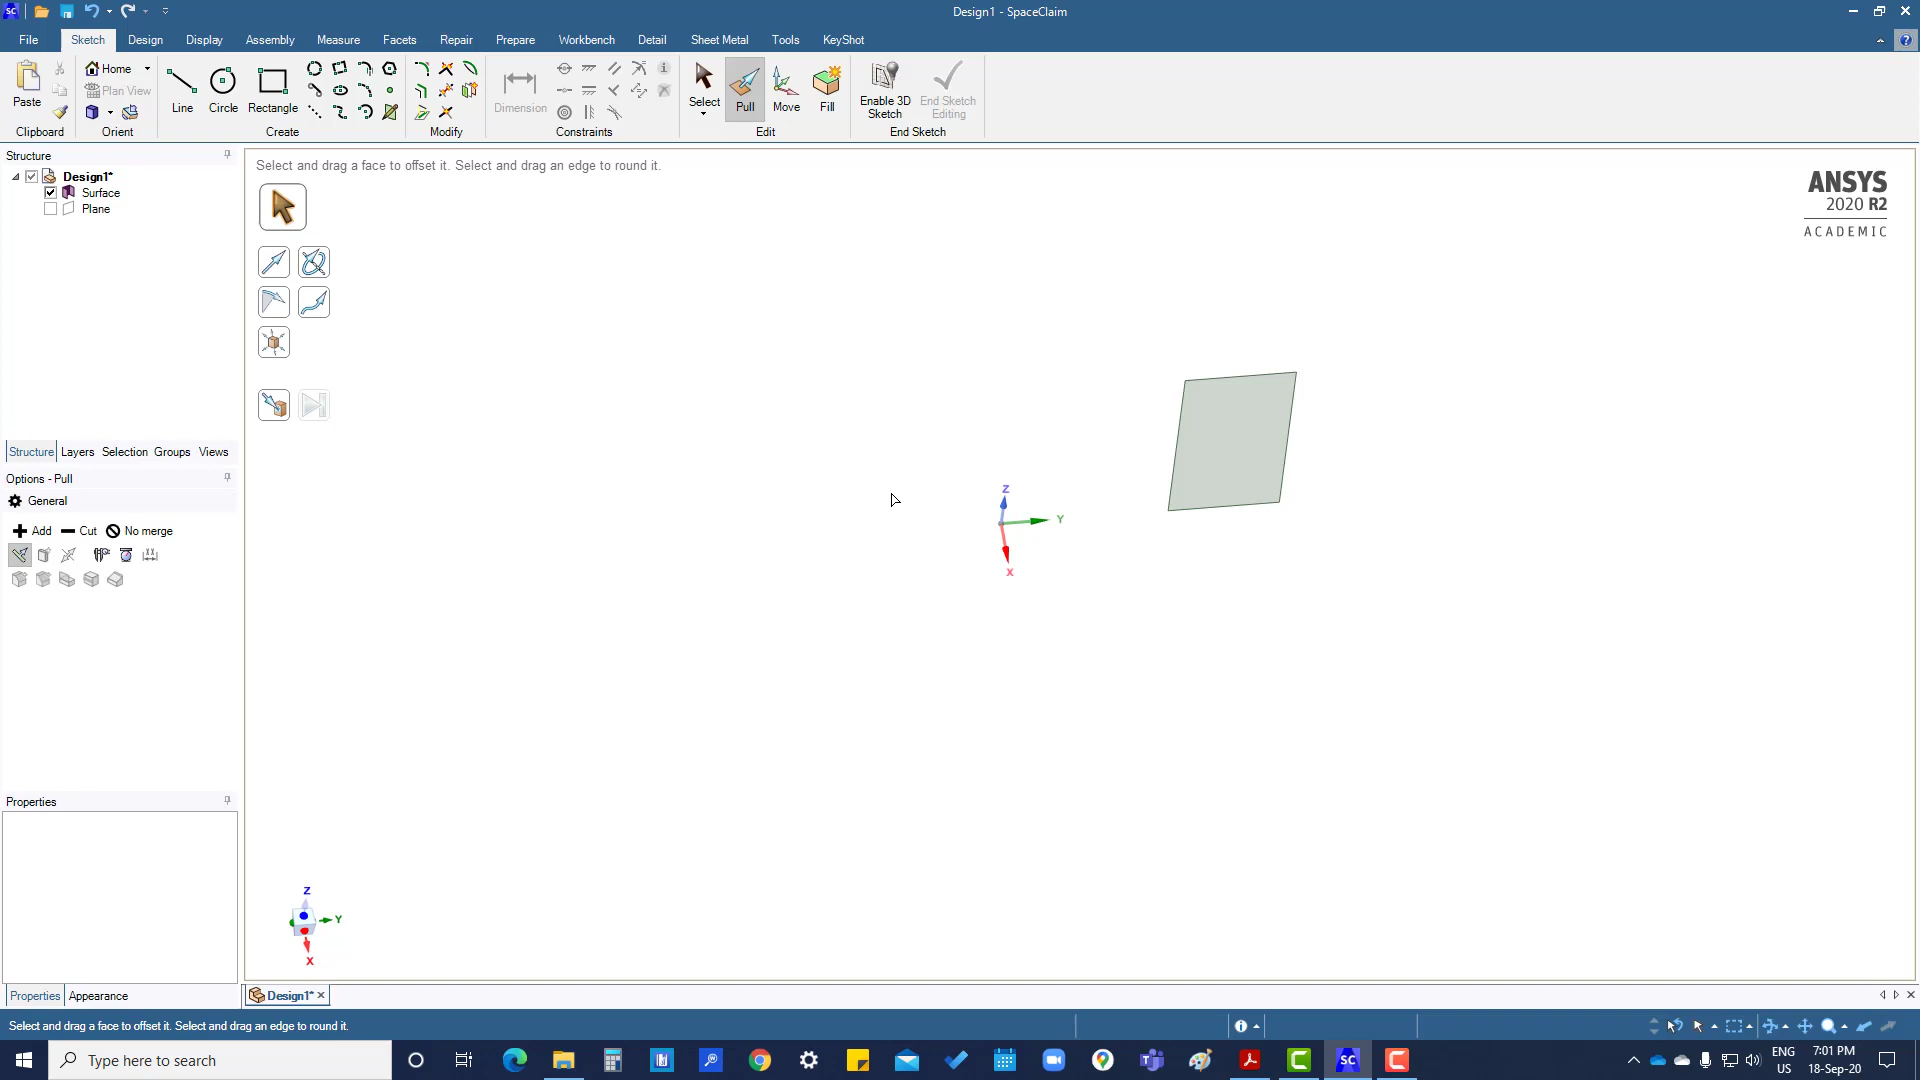 SC
Design1 - SpaceClaim
File Sketch Design Display Assembly Measure Facets Repair Prepare Workbench Detail Sheet Metal Tools KeyShot
Paste
Home
Plan View
Line
Circle
Rectangle
Dimension
Select
Pull
Move
Fill
Enable 3D
Sketch
End Sketch
Editing
Clipboard Orient Create Modify Constraints Edit End Sketch
Structure
Design1*
Surface
Plane
Select and drag a face to offset it. Select and drag an edge to round it.
ANSYS
2020 R2
ACADEMIC
Z
Y
X
Structure Layers Selection Groups Views
Options - Pull
General
Add Cut No merge
Properties
Z
Y
X
Properties Appearance
Design1*
Select and drag a face to offset it. Select and drag an edge to round it.
Type here to search
SC
ENG
US
7:01 PM
18-Sep-20